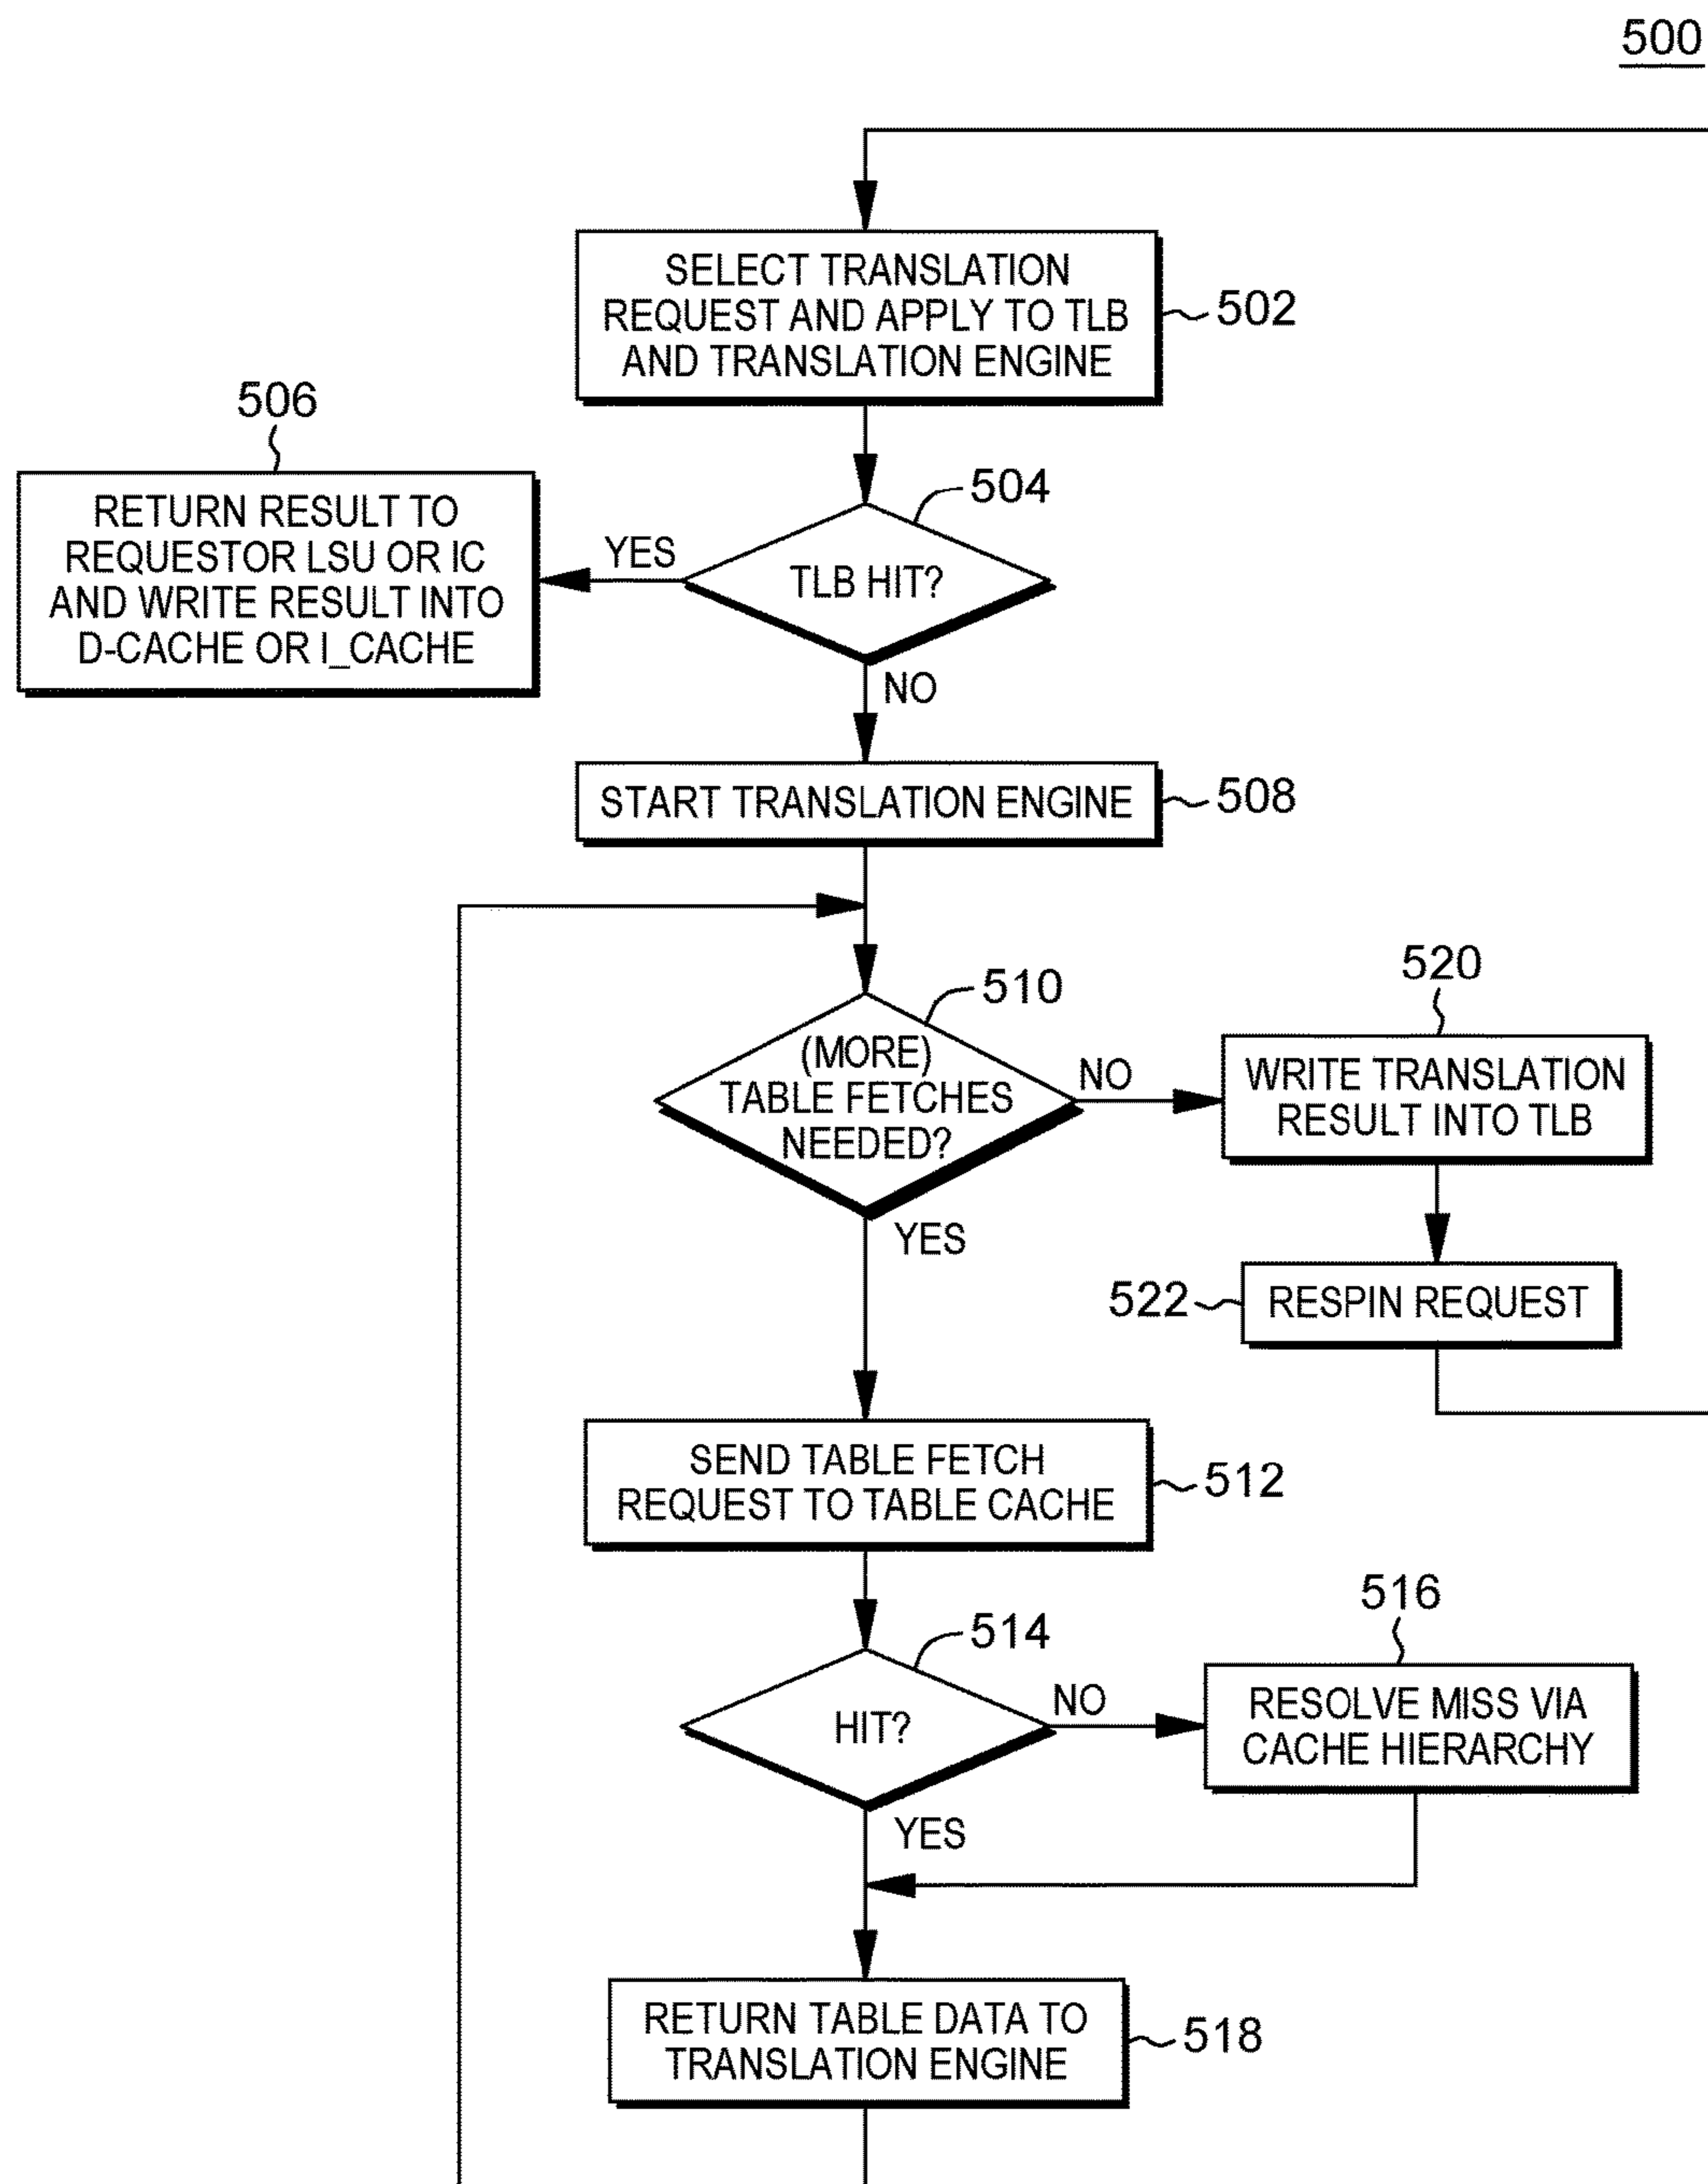 500
SELECT TRANSLATION
REQUEST AND APPLY TO TLB
AND TRANSLATION ENGINE
502
506
RETURN RESULT TO
REQUESTOR LSU OR IC
AND WRITE RESULT INTO
D-CACHE OR I_CACHE
504
YES
TLB HIT?
NO
START TRANSLATION ENGINE
508
510
(MORE)
TABLE FETCHES
NEEDED?
NO
520
WRITE TRANSLATION
RESULT INTO TLB
YES
522
RESPIN REQUEST
SEND TABLE FETCH
REQUEST TO TABLE CACHE
512
514
HIT?
NO
516
RESOLVE MISS VIA
CACHE HIERARCHY
YES
RETURN TABLE DATA TO
TRANSLATION ENGINE
518